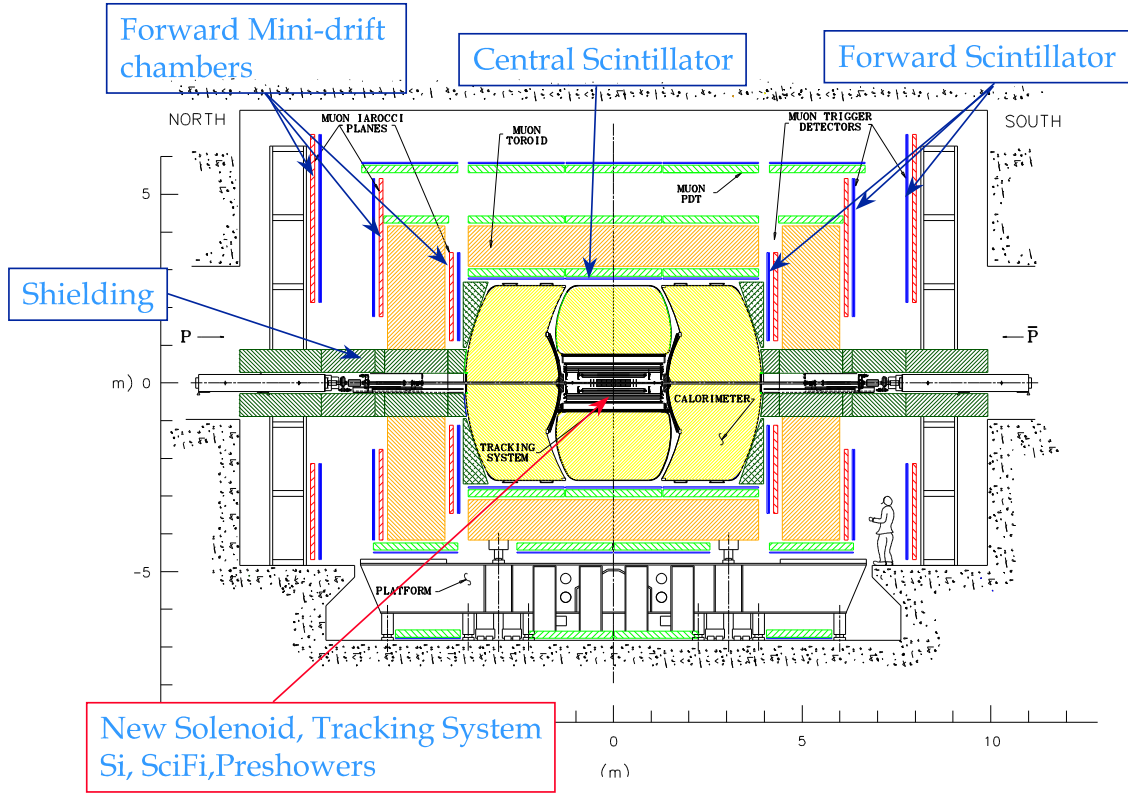 Forward Mini-drift
chambers
Central Scintillator
Forward Scintillator
NORTH
MUON IAROCCI
PLANES
MUON
TOROID
MUON TRIGGER
DETECTORS
SOUTH
5
MUON
PDT
Shielding
P
P̅
m) 0
CALORIMETER
TRACKING
SYSTEM
-5
PLATFORM
New Solenoid, Tracking System
Si, SciFi,Preshowers
0
5
10
(m)